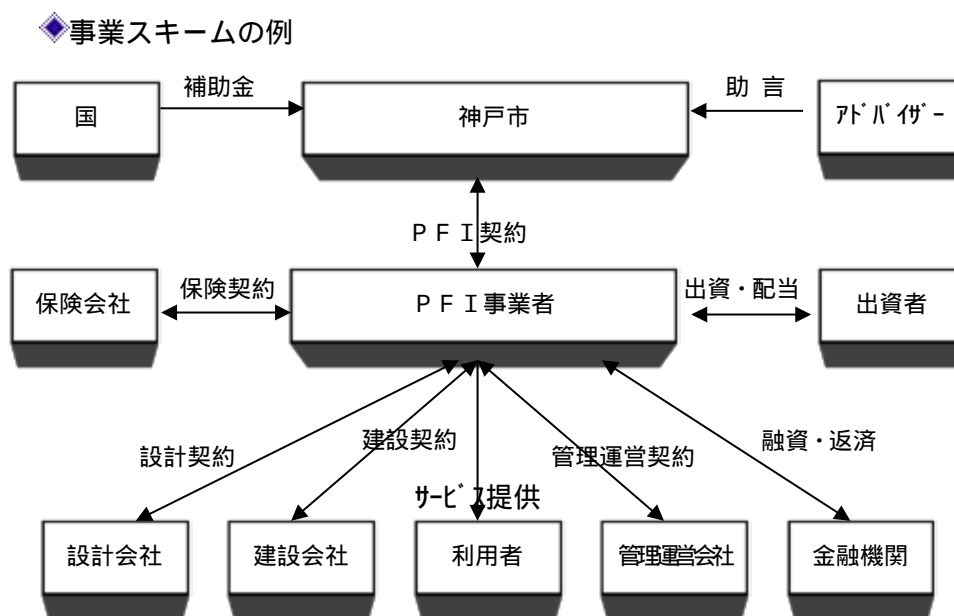 ◆事業スキームの例
補助金
助 言
国
神戸市
アドバイザー
ＰＦＩ契約
保険会社
保険契約
ＰＦＩ事業者
出資・配当
出資者
設計契約
建設契約
管理運営契約
融資・返済
サービス提供
設計会社
建設会社
利用者
管理運営会社
金融機関